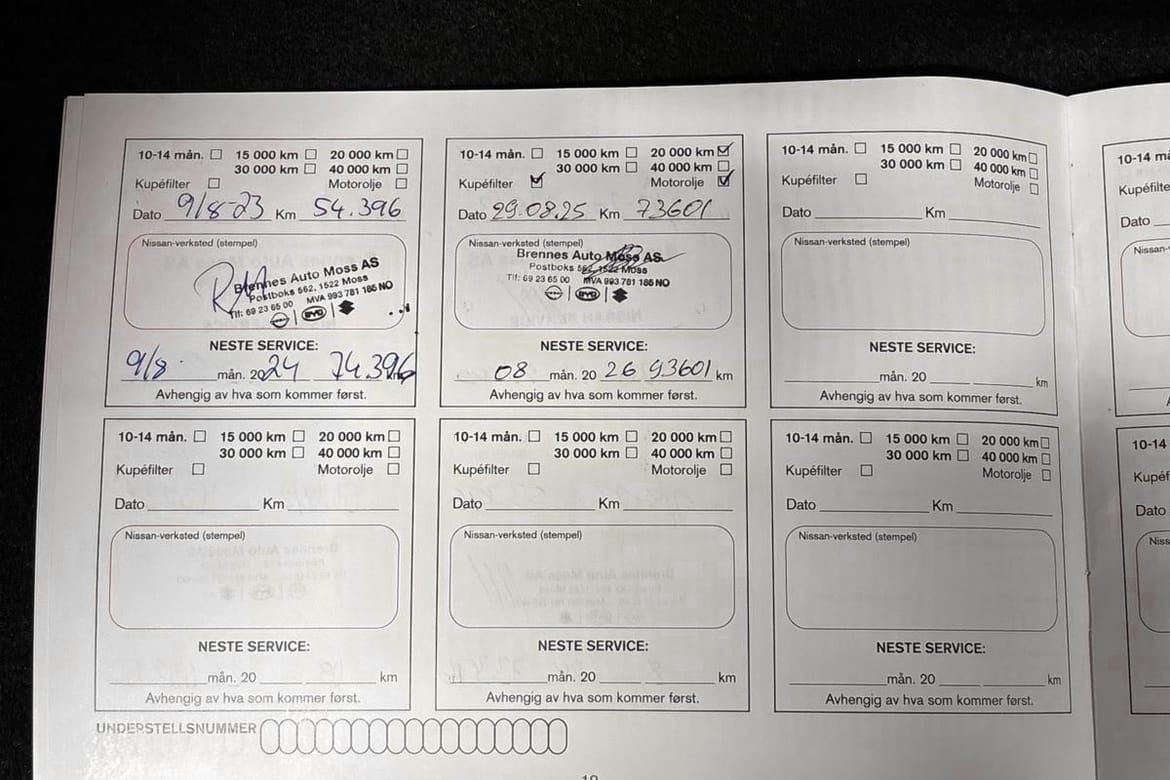 10-14 mån. 15 000 km 20 000 km
30 000 km 40 000 km
Kupéfilter Motorolje
Dato 9/8-23 Km 54.396
Nissan-verksted (stempel)
Brennes Auto Moss AS
Postboks 562, 1522 Moss
Tlf: 69 23 65 00 MVA 993 781 185 NO
BYD
NESTE SERVICE:
9/8 mån. 2024 74.396 km
Avhengig av hva som kommer først.
10-14 mån. 15 000 km 20 000 km
30 000 km 40 000 km
Kupéfilter Motorolje
Dato 29.08.25 Km 73601
Nissan-verksted (stempel)
Brennes Auto Moss AS
Postboks 562, 1522 Moss
Tlf: 69 23 65 00 MVA 993 781 185 NO
BYD
NESTE SERVICE:
08 mån. 20 26 93601 km
Avhengig av hva som kommer først.
10-14 mån. 15 000 km 20 000 km
30 000 km 40 000 km
Kupéfilter Motorolje
Dato Km
Nissan-verksted (stempel)
NESTE SERVICE:
mån. 20 km
Avhengig av hva som kommer først.
10-14 mån. 15 000 km 20 000 km
30 000 km 40 000 km
Kupéfilter Motorolje
Dato Km
Nissan-verksted (stempel)
NESTE SERVICE:
mån. 20 km
Avhengig av hva som kommer først.
10-14 mån. 15 000 km 20 000 km
30 000 km 40 000 km
Kupéfilter Motorolje
Dato Km
Nissan-verksted (stempel)
NESTE SERVICE:
mån. 20 km
Avhengig av hva som kommer først.
10-14 mån. 15 000 km 20 000 km
30 000 km 40 000 km
Kupéfilter Motorolje
Dato Km
Nissan-verksted (stempel)
NESTE SERVICE:
mån. 20 km
Avhengig av hva som kommer først.
UNDERSTELLSNUMMER
10-14
Dato
10-14
Dato